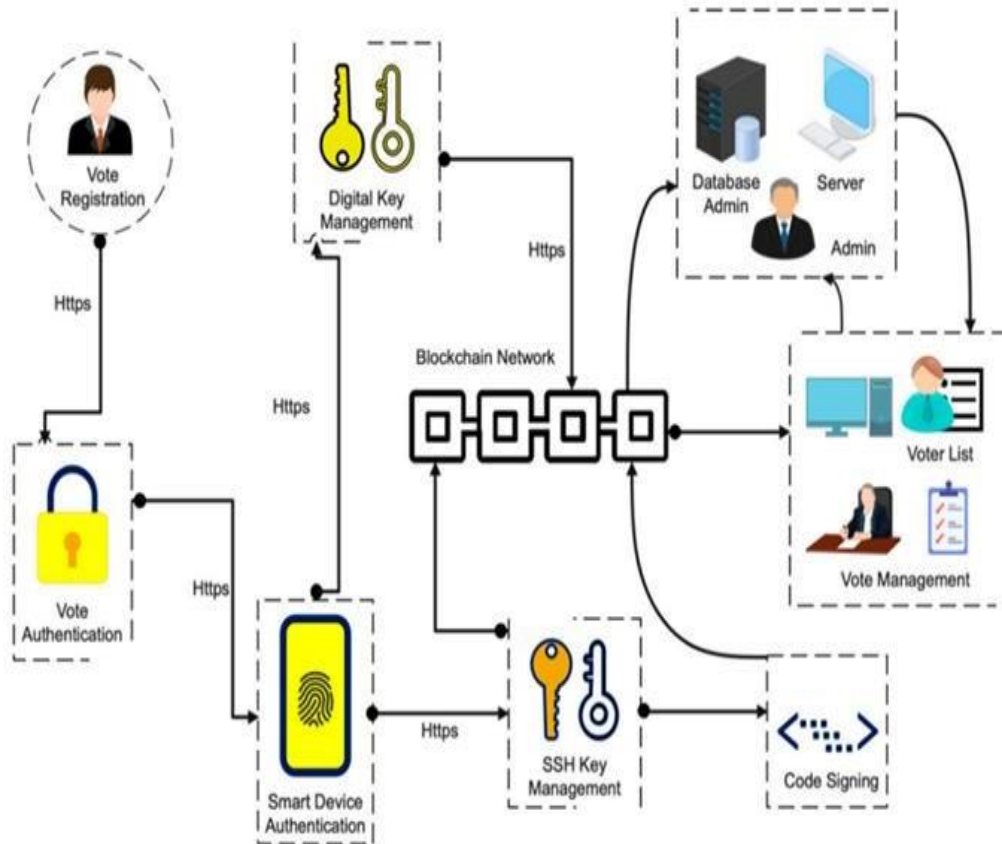 Vote
Registration
Https
Digital Key
Management
Https
Database
Admin
Server
Admin
Https
Blockchain Network
Voter List
Vote Management
Vote
Authentication
Https
Smart Device
Authentication
Https
SSH Key
Management
Code Signing